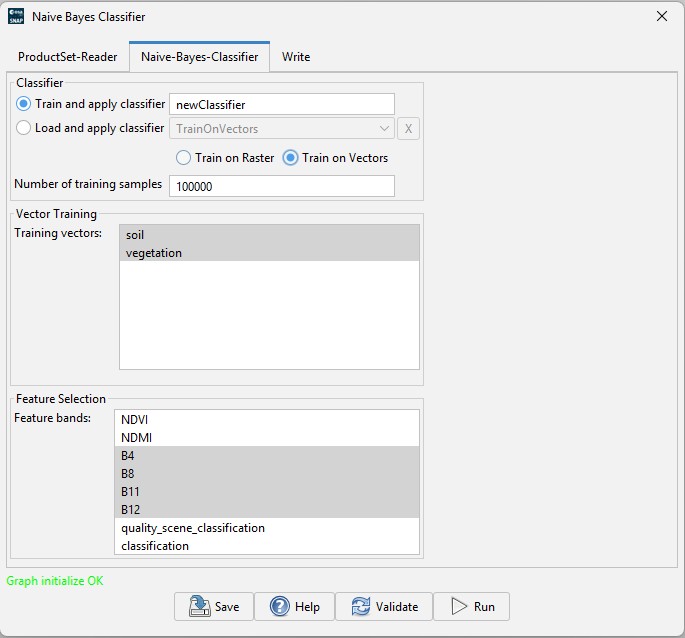 esa
SNAP
Naive Bayes Classifier
ProductSet-Reader
Naive-Bayes-Classifier
Write
Classifier
Train and apply classifier
newClassifier
Load and apply classifier
TrainOnVectors
X
Train on Raster
Train on Vectors
Number of training samples
100000
Vector Training
Training vectors:
soil
vegetation
Feature Selection
Feature bands:
NDVI
NDMI
B4
B8
B11
B12
quality_scene_classification
classification
Graph initialize OK
Save
Help
Validate
Run